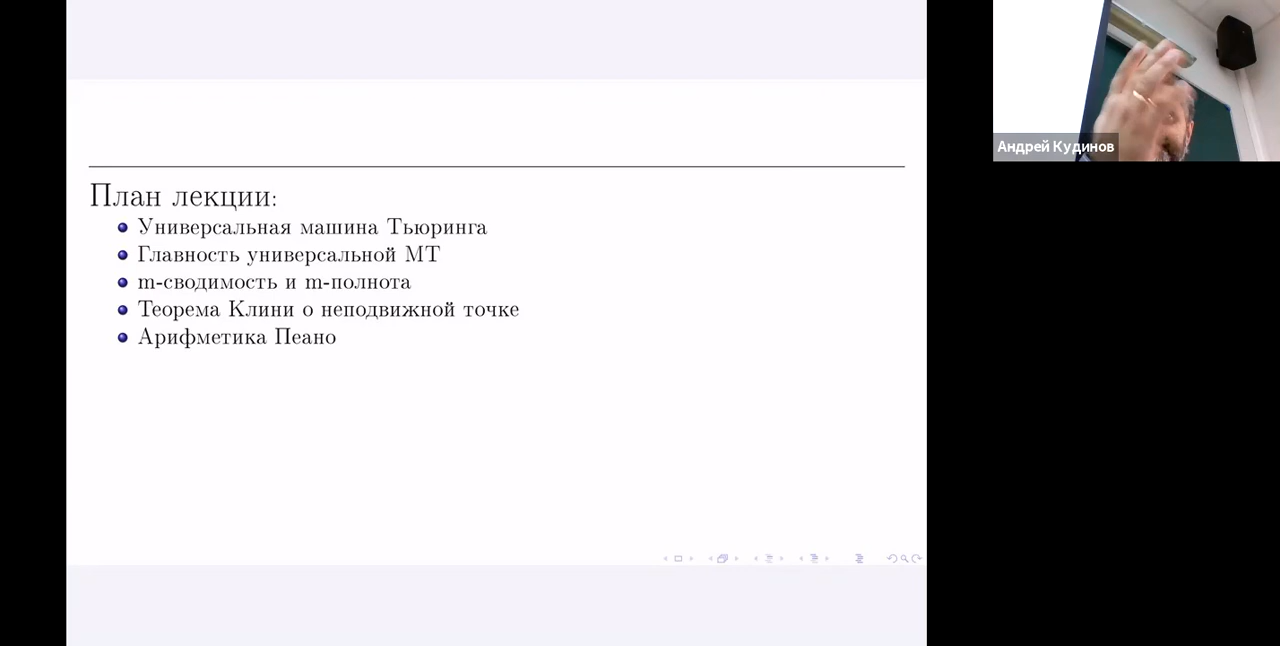 План лекции:
Универсальная машина Тьюринга
Главность универсальной МТ
m-сводимость и m-полнота
Теорема Клини о неподвижной точке
Арифметика Пеано
Андрей Кудинов